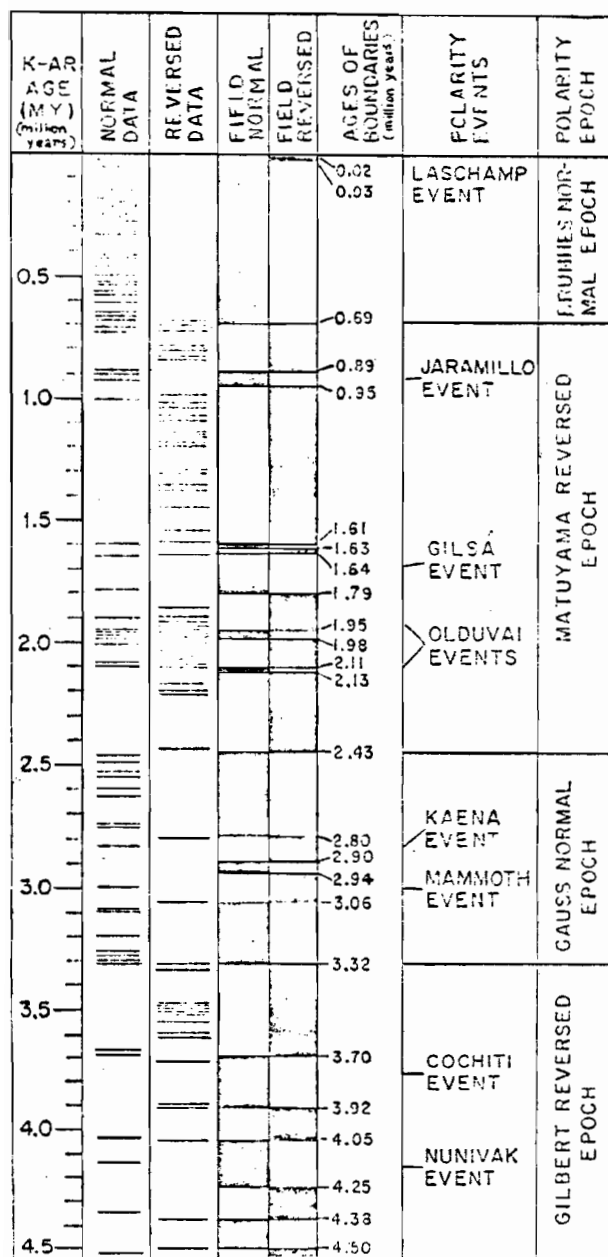 K-AR
AGE
(M.Y.)
(million
years)
NORMAL
DATA
REVERSED
DATA
FIELD
NORMAL
FIELD
REVERSED
AGES OF
BOUNDARIES
(million years)
PCLARITY
EVENTS
POLARITY
EPOCH
0.5
1.0
1.5
2.0
2.5
3.0
3.5
4.0
4.5
0.02
0.03
0.69
0.89
0.95
1.61
1.63
1.64
1.79
1.95
1.98
2.11
2.13
2.43
2.80
2.90
2.94
3.06
3.32
3.70
3.92
4.05
4.25
4.38
4.50
LASCHAMP
EVENT
JARAMILLO
EVENT
GILSÁ
EVENT
OLDUVAI
EVENTS
KAENA
EVENT
MAMMOTH
EVENT
COCHITI
EVENT
NUNIVAK
EVENT
BRUNHES NOR-
MAL EPOCH
MATUYAMA REVERSED
EPOCH
GAUSS NORMAL
EPOCH
GILBERT REVERSED
EPOCH